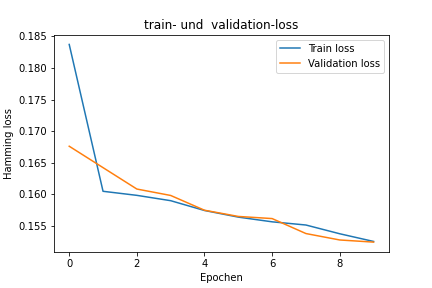 train- und  validation-loss
Train loss
Validation loss
Hamming loss
0.185
0.180
0.175
0.170
0.165
0.160
0.155
0 2 4 6 8
Epochen